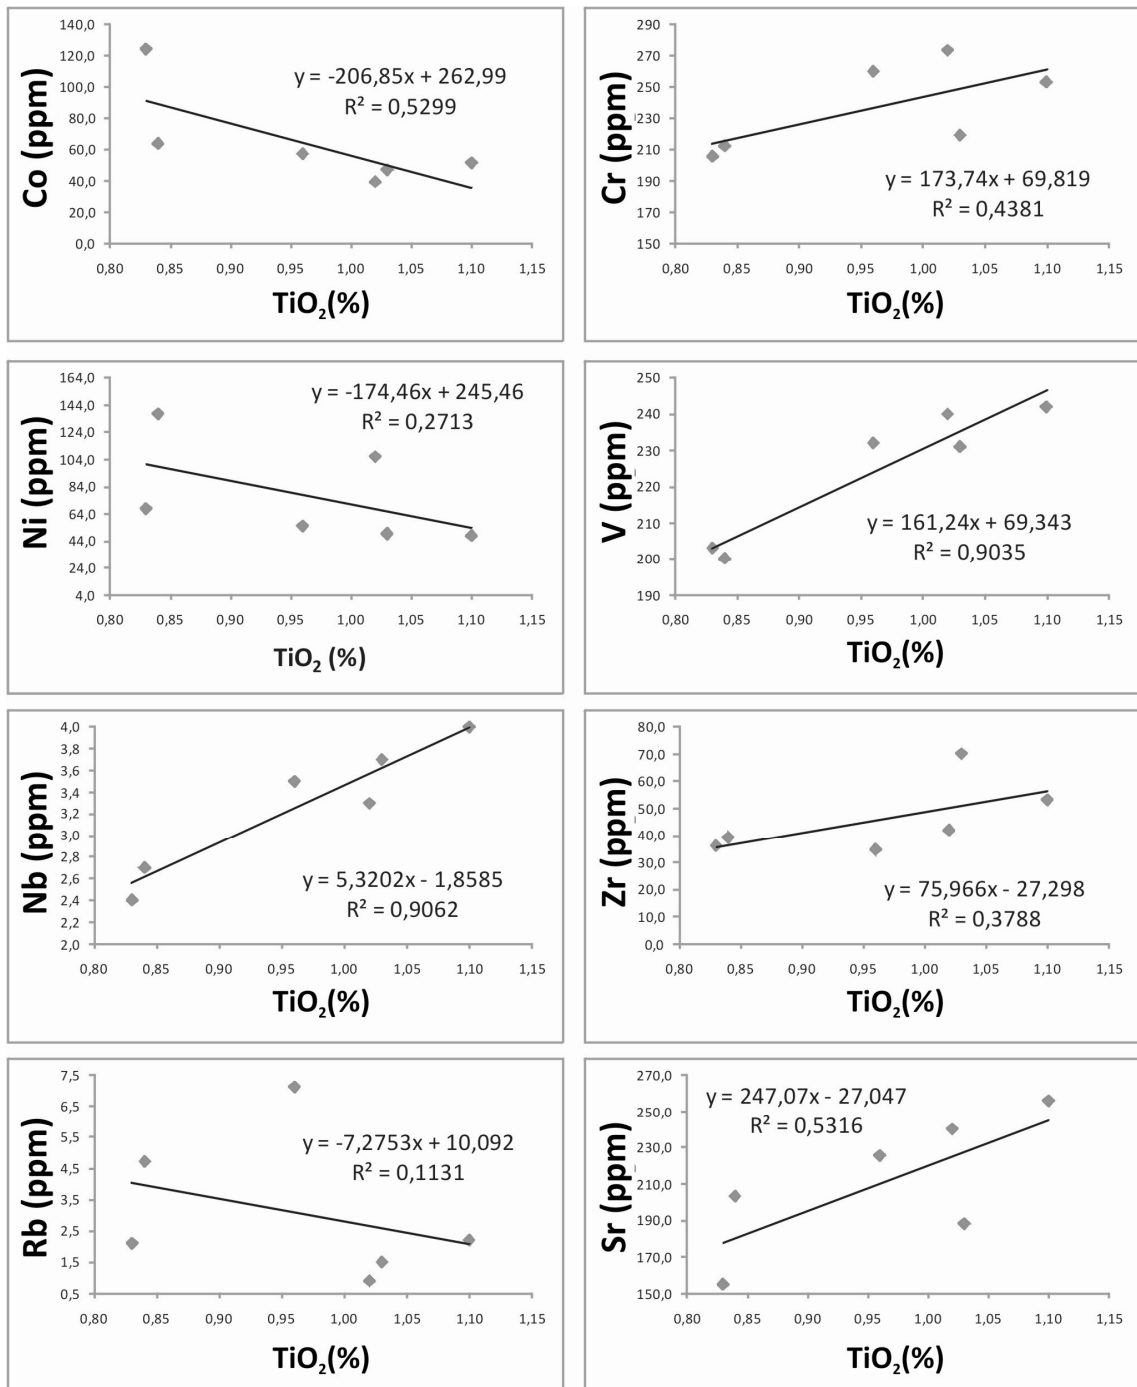 140,0
120,0
100,0
80,0
60,0
40,0
20,0
0,0
Co (ppm)
y = -206,85x + 262,99
R² = 0,5299
0,80 0,85 0,90 0,95 1,00 1,05 1,10 1,15
TiO₂(%)
290
270
250
230
210
190
170
150
Cr (ppm)
y = 173,74x + 69,819
R² = 0,4381
0,80 0,85 0,90 0,95 1,00 1,05 1,10 1,15
TiO₂(%)
164,0
144,0
124,0
104,0
84,0
64,0
44,0
24,0
4,0
Ni (ppm)
y = -174,46x + 245,46
R² = 0,2713
0,80 0,85 0,90 0,95 1,00 1,05 1,10 1,15
TiO₂ (%)
250
240
230
220
210
200
190
V (ppm)
y = 161,24x + 69,343
R² = 0,9035
0,80 0,85 0,90 0,95 1,00 1,05 1,10 1,15
TiO₂(%)
4,0
3,8
3,6
3,4
3,2
3,0
2,8
2,6
2,4
2,2
2,0
Nb (ppm)
y = 5,3202x - 1,8585
R² = 0,9062
0,80 0,85 0,90 0,95 1,00 1,05 1,10 1,15
TiO₂(%)
80,0
70,0
60,0
50,0
40,0
30,0
20,0
10,0
0,0
Zr (ppm)
y = 75,966x - 27,298
R² = 0,3788
0,80 0,85 0,90 0,95 1,00 1,05 1,10 1,15
TiO₂(%)
7,5
6,5
5,5
4,5
3,5
2,5
1,5
0,5
Rb (ppm)
y = -7,2753x + 10,092
R² = 0,1131
0,80 0,85 0,90 0,95 1,00 1,05 1,10 1,15
TiO₂(%)
270,0
250,0
230,0
210,0
190,0
170,0
150,0
Sr (ppm)
y = 247,07x - 27,047
R² = 0,5316
0,80 0,85 0,90 0,95 1,00 1,05 1,10 1,15
TiO₂(%)